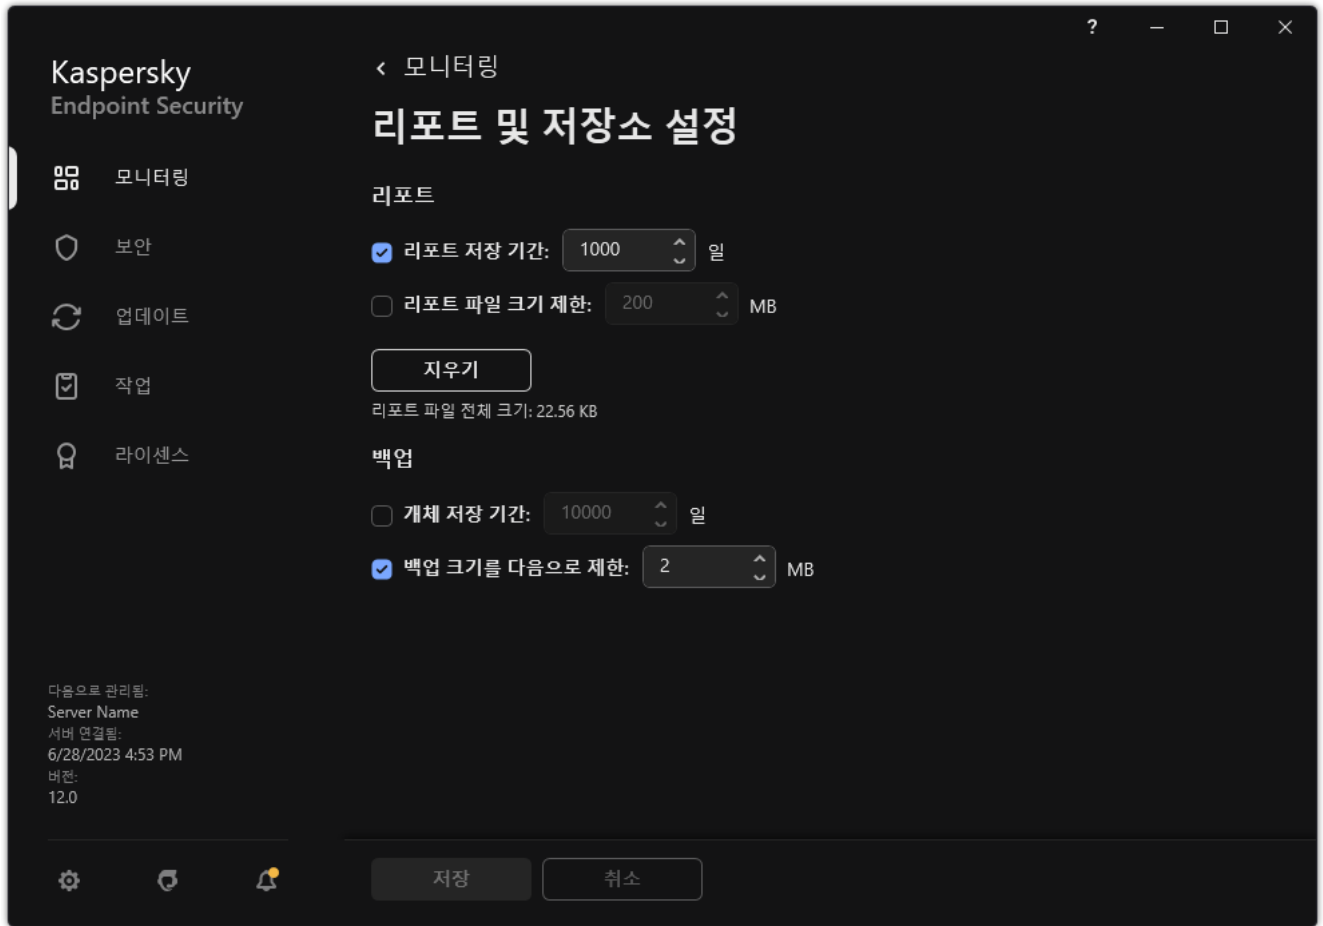 ?
Kaspersky
Endpoint Security
모니터링
보안
업데이트
작업
라이센스
다음으로 관리됨:
Server Name
서버 연결됨:
6/28/2023 4:53 PM
버전:
12.0
모니터링
리포트 및 저장소 설정
리포트
리포트 저장 기간: 1000 일
리포트 파일 크기 제한: 200 MB
지우기
리포트 파일 전체 크기: 22.56 KB
백업
개체 저장 기간: 10000 일
백업 크기를 다음으로 제한: 2 MB
저장 취소